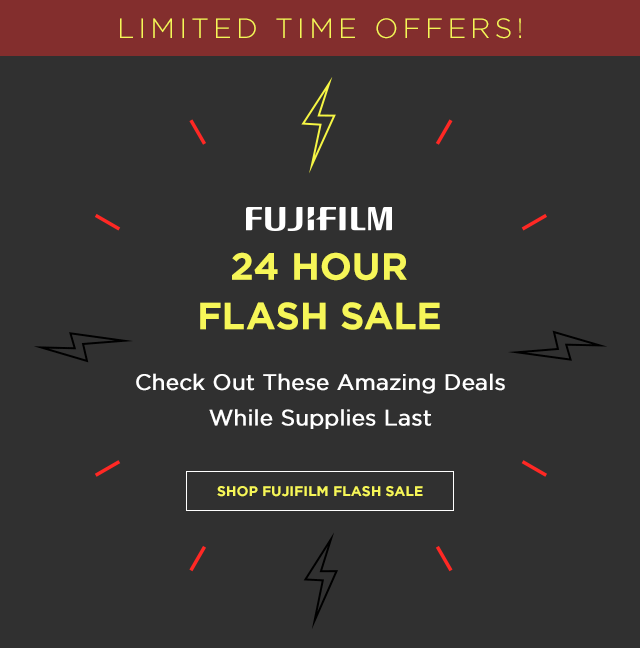 LIMITED TIME OFFERS!
FUJIFILM
24 HOUR
FLASH SALE
Check Out These Amazing Deals
While Supplies Last
SHOP FUJIFILM FLASH SALE